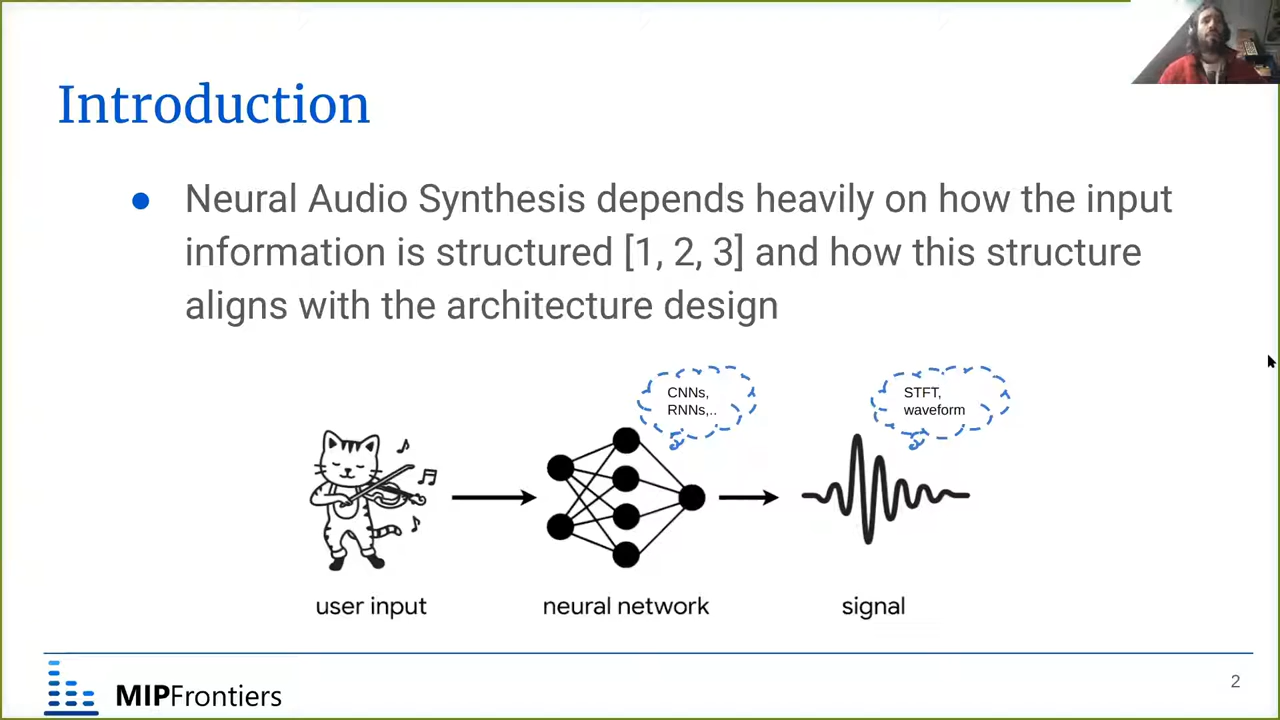 Introduction
● Neural Audio Synthesis depends heavily on how the input
information is structured [1, 2, 3] and how this structure
aligns with the architecture design
CNNs,
RNNs,..
STFT,
waveform
user input
neural network
signal
MIPFrontiers
2